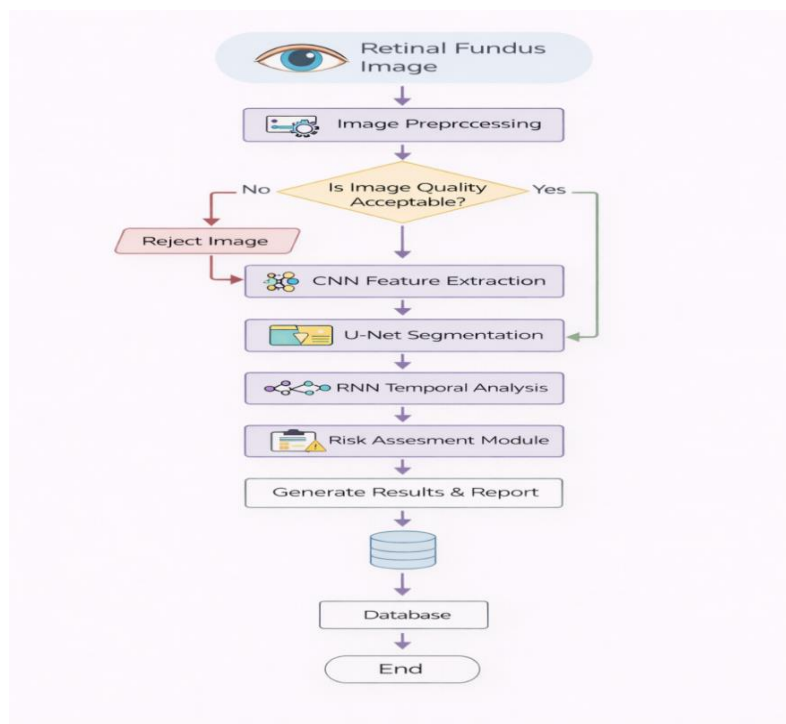 Retinal Fundus
Image
Image Preprccessing
No
Is Image Quality
Acceptable?
Yes
Reject Image
CNN Feature Extraction
U-Net Segmentation
RNN Temporal Analysis
Risk Assesment Module
Generate Results & Report
Database
End